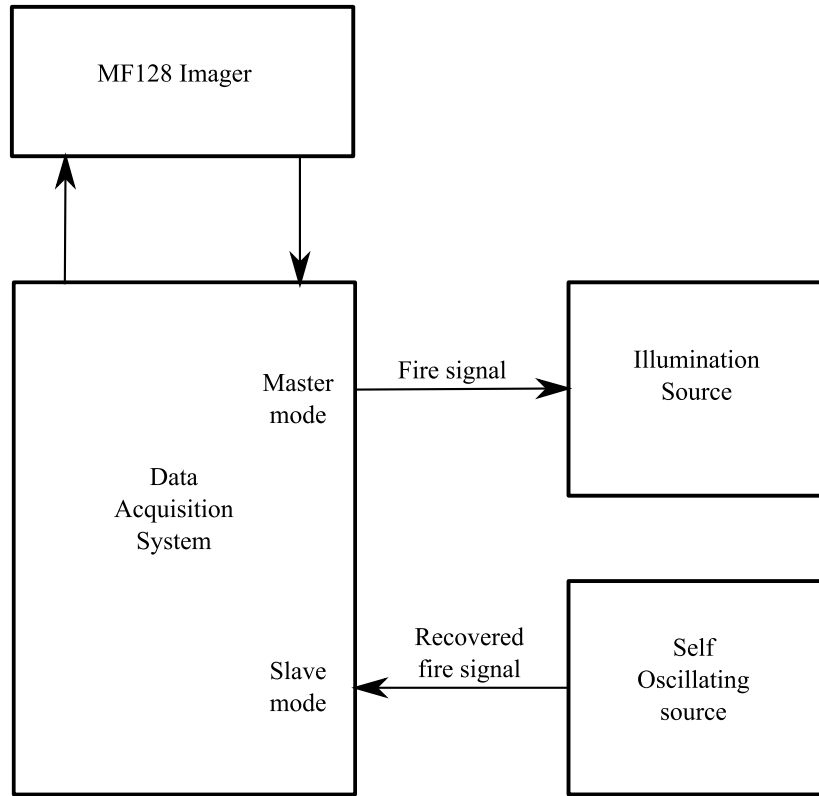 MF128 Imager
Master
mode
Fire signal
Illumination
Source
Data
Acquisition
System
Slave
mode
Recovered
fire signal
Self
Oscillating
source